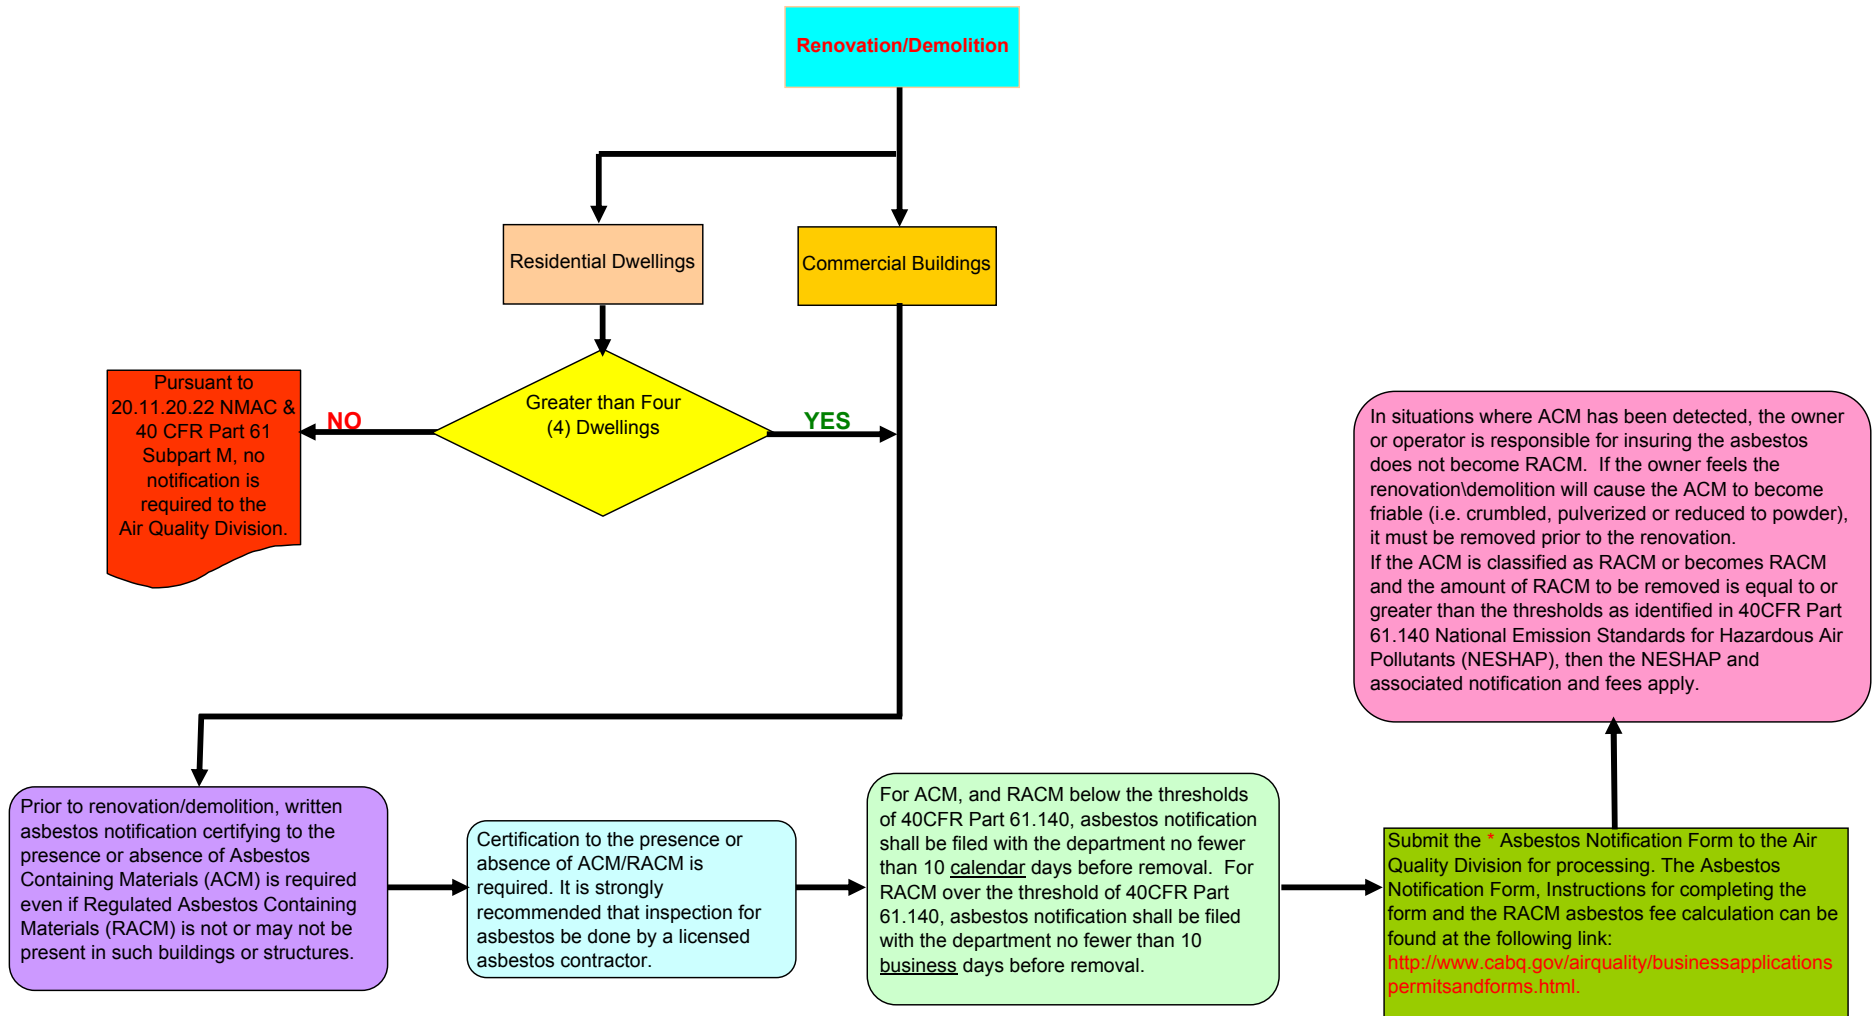 Renovation/Demolition
Residential Dwellings
Commercial Buildings
Greater than Four
(4) Dwellings
NO
YES
Pursuant to
20.11.20.22 NMAC &
40 CFR Part 61
Subpart M, no
notification is
required to the
Air Quality Division.
Prior to renovation/demolition, written
asbestos notification certifying to the
presence or absence of Asbestos
Containing Materials (ACM) is required
even if Regulated Asbestos Containing
Materials (RACM) is not or may not be
present in such buildings or structures.
Certification to the presence or
absence of ACM/RACM is
required. It is strongly
recommended that inspection for
asbestos be done by a licensed
asbestos contractor.
For ACM, and RACM below the thresholds
of 40CFR Part 61.140, asbestos notification
shall be filed with the department no fewer
than 10 calendar days before removal.  For
RACM over the threshold of 40CFR Part
61.140, asbestos notification shall be filed
with the department no fewer than 10
business days before removal.
Submit the * Asbestos Notification Form to the Air
Quality Division for processing. The Asbestos
Notification Form, Instructions for completing the
form and the RACM asbestos fee calculation can be
found at the following link:
http://www.cabq.gov/airquality/businessapplications
permitsandforms.html.
In situations where ACM has been detected, the owner
or operator is responsible for insuring the asbestos
does not become RACM.  If the owner feels the
renovation\demolition will cause the ACM to become
friable (i.e. crumbled, pulverized or reduced to powder),
it must be removed prior to the renovation.
If the ACM is classified as RACM or becomes RACM
and the amount of RACM to be removed is equal to or
greater than the thresholds as identified in 40CFR Part
61.140 National Emission Standards for Hazardous Air
Pollutants (NESHAP), then the NESHAP and
associated notification and fees apply.